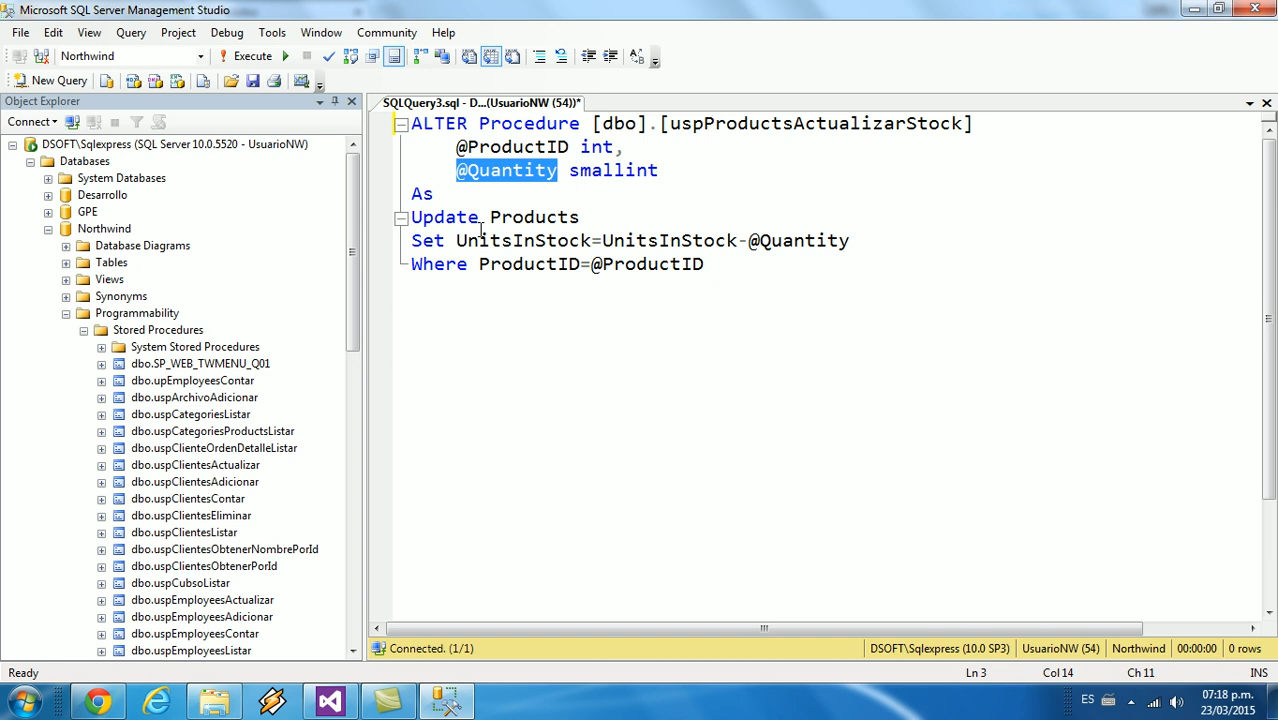 Microsoft SQL Server Management Studio
File Edit View Query Project Debug Tools Window Community Help
Northwind Execute
New Query
Object Explorer
Connect
DSOFT\Sqlexpress (SQL Server 10.0.5520 - UsuarioNW)
Databases
System Databases
Desarrollo
GPE
Northwind
Database Diagrams
Tables
Views
Synonyms
Programmability
Stored Procedures
System Stored Procedures
dbo.SP_WEB_TWMENU_Q01
dbo.upEmployeesContar
dbo.uspArchivoAdicionar
dbo.uspCategoriesListar
dbo.uspCategoriesProductsListar
dbo.uspClienteOrdenDetalleListar
dbo.uspClientesActualizar
dbo.uspClientesAdicionar
dbo.uspClientesContar
dbo.uspClientesEliminar
dbo.uspClientesListar
dbo.uspClientesObtenerNombrePorId
dbo.uspClientesObtenerPorId
dbo.uspCubsoListar
dbo.uspEmployeesActualizar
dbo.uspEmployeesAdicionar
dbo.uspEmployeesContar
dbo.uspEmployeesListar
SQLQuery3.sql - D...(UsuarioNW (54))*
ALTER Procedure [dbo].[uspProductsActualizarStock]
@ProductID int,
@Quantity smallint
As
Update Products
Set UnitsInStock=UnitsInStock-@Quantity
Where ProductID=@ProductID
Connected. (1/1) DSOFT\Sqlexpress (10.0 SP3) UsuarioNW (54) Northwind 00:00:00 0 rows
Ready Ln 3 Col 14 Ch 11 INS
ES 07:18 p.m.
23/03/2015